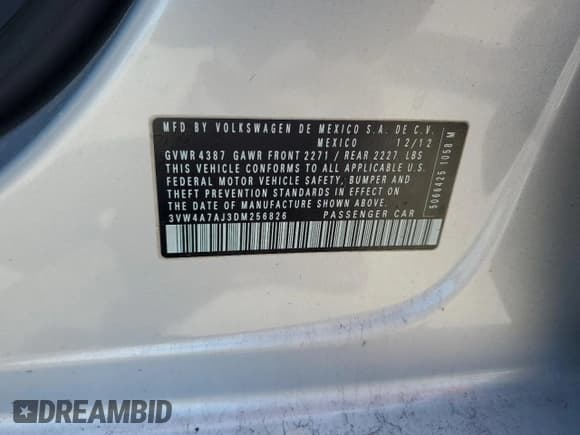 MFD BY VOLKSWAGEN DE MEXICO S.A. DE C.V.
MEXICO 12/12
GVWR 4387 GAWR FRONT 2271 / REAR 2227 LBS
THIS VEHICLE CONFORMS TO ALL APPLICABLE U.S.
FEDERAL MOTOR VEHICLE SAFETY, BUMPER AND
THEFT PREVENTION STANDARDS IN EFFECT ON
THE DATE OF MANUFACTURE SHOWN ABOVE.
3VW4A7AJ3DM256826 PASSENGER CAR
5066425 1058 M
DREAMBID